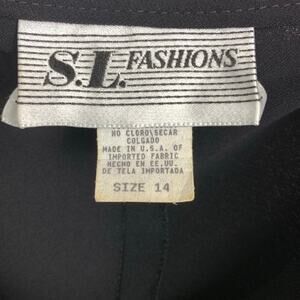 S.L. FASHIONS
NO CLORO\SECAR
COLGADO
MADE IN U.S.A. OF
IMPORTED FABRIC
HECHO EN EE.UU.
DE TELA IMPORTADA
SIZE 14